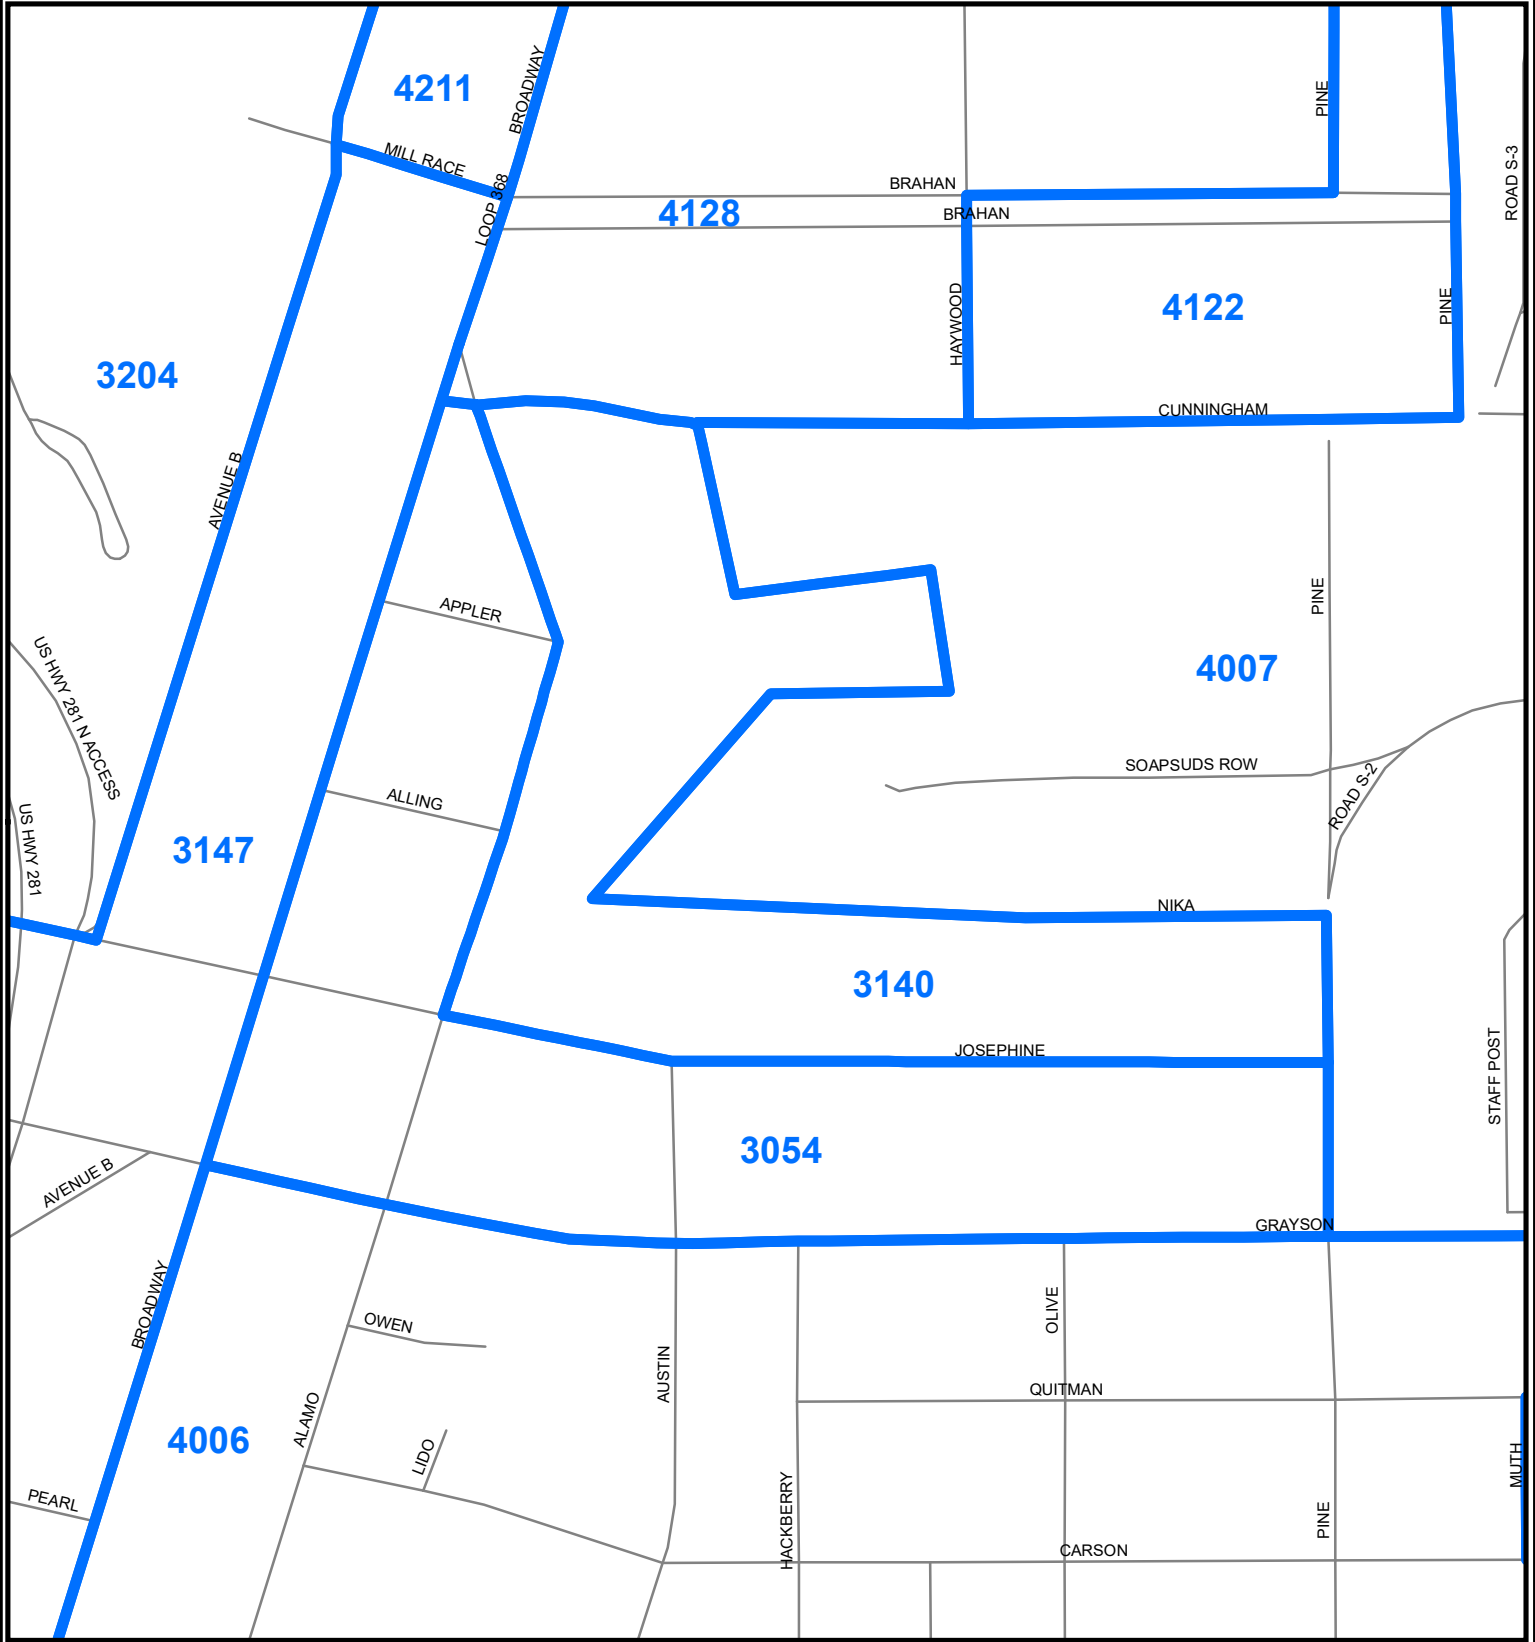 4211
BROADWAY
PINE
MILL RACE
ROAD S-3
LOOP 368
BRAHAN
4128
BRAHAN
HAYWOOD
4122
PINE
3204
CUNNINGHAM
AVENUE B
APPLER
PINE
4007
US HWY 281 N ACCESS
SOAPSUDS ROW
ROAD S-2
ALLING
3147
US HWY 281
NIKA
3140
JOSEPHINE
STAFF POST
3054
AVENUE B
GRAYSON
BROADWAY
OWEN
OLIVE
AUSTIN
QUITMAN
ALAMO
4006
LIDO
MUTH
PEARL
HACKBERRY
PINE
CARSON